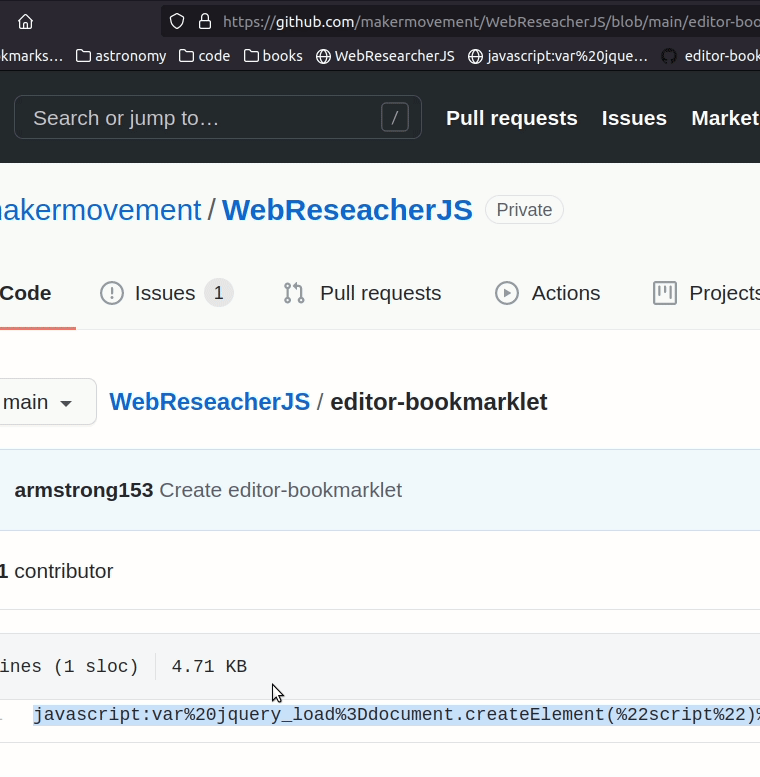 https://github.com/makermovement/WebReseacherJS/blob/main/editor-boo
kmarks… astronomy code books WebResearcherJS javascript:var%20jque… editor-book
Search or jump to… / Pull requests Issues Market
akermovement / WebReseacherJS Private
Code Issues 1 Pull requests Actions Projects
main WebReseacherJS / editor-bookmarklet
armstrong153 Create editor-bookmarklet
1 contributor
ines (1 sloc) 4.71 KB
javascript:var%20jquery_load%3Ddocument.createElement(%22script%22)%